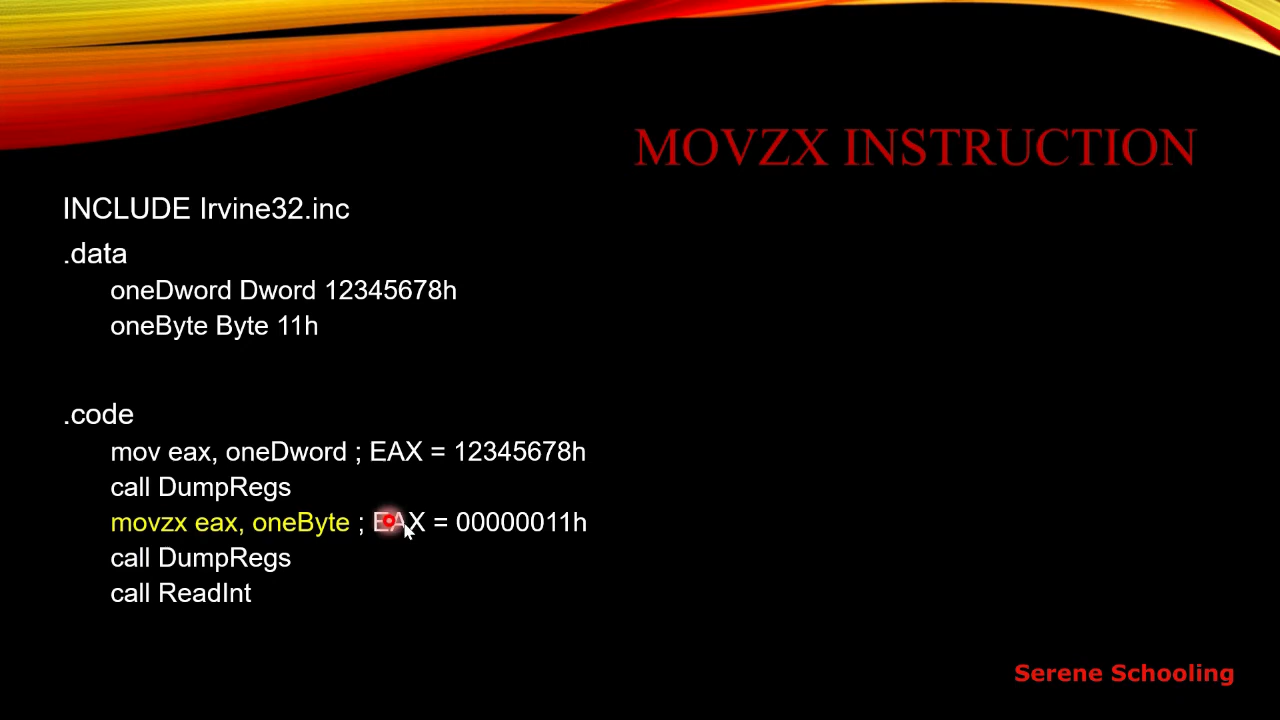 MOVZX INSTRUCTION
INCLUDE Irvine32.inc
.data
oneDword Dword 12345678h
oneByte Byte 11h
.code
mov eax, oneDword ; EAX = 12345678h
call DumpRegs
movzx eax, oneByte ; EAX = 00000011h
call DumpRegs
call ReadInt
Serene Schooling